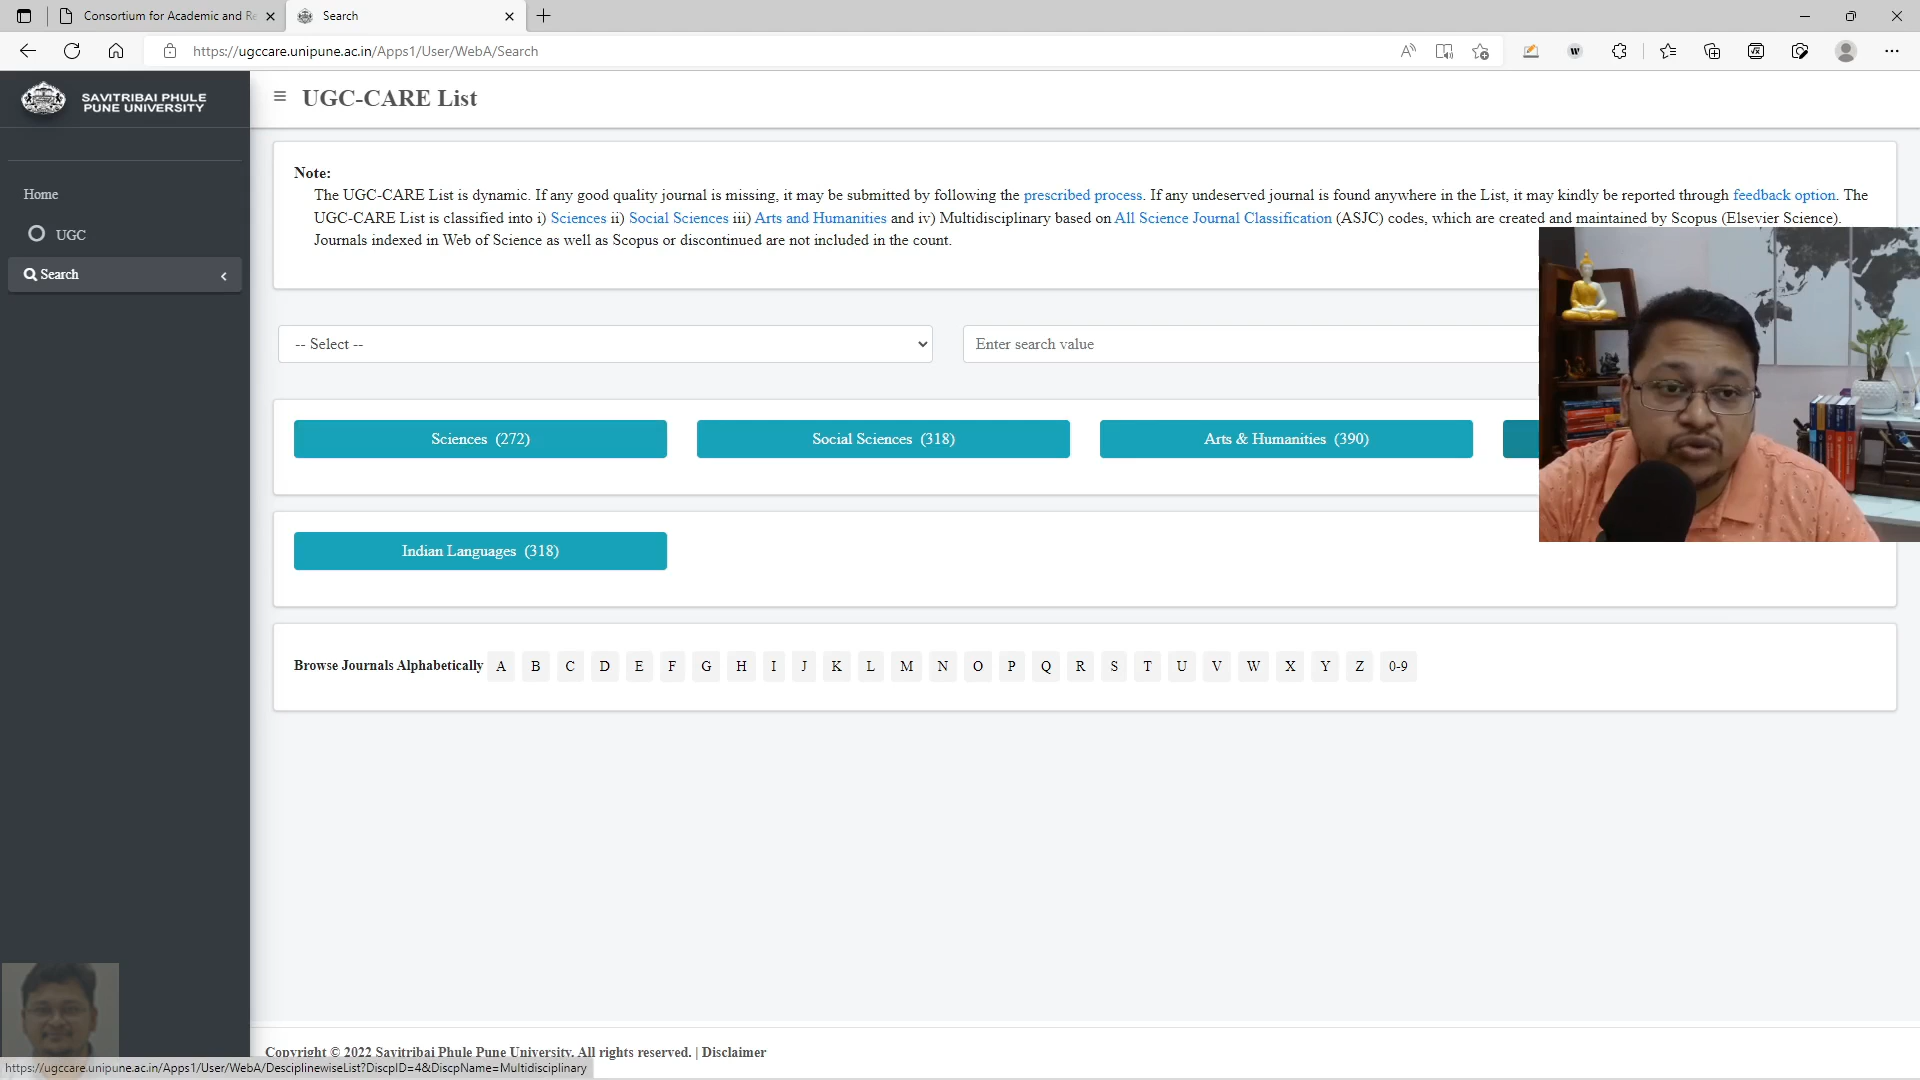 Consortium for Academic and Re
Search
https://ugccare.unipune.ac.in/Apps1/User/WebA/Search
SAVITRIBAI PHULE
PUNE UNIVERSITY
UGC-CARE List
Home
UGC
Search
Note:
The UGC-CARE List is dynamic. If any good quality journal is missing, it may be submitted by following the prescribed process. If any undeserved journal is found anywhere in the List, it may kindly be reported through feedback option. The
UGC-CARE List is classified into i) Sciences ii) Social Sciences iii) Arts and Humanities and iv) Multidisciplinary based on All Science Journal Classification (ASJC) codes, which are created and maintained by Scopus (Elsevier Science).
Journals indexed in Web of Science as well as Scopus or discontinued are not included in the count.
-- Select --
Enter search value
Sciences (272)
Social Sciences (318)
Arts & Humanities (390)
Indian Languages (318)
Browse Journals Alphabetically A B C D E F G H I J K L M N O P Q R S T U V W X Y Z 0-9
Copyright © 2022 Savitribai Phule Pune University. All rights reserved. | Disclaimer
https://ugccare.unipune.ac.in/Apps1/User/WebA/DesciplinewiseList?DiscpID=4&DiscpName=Multidisciplinary